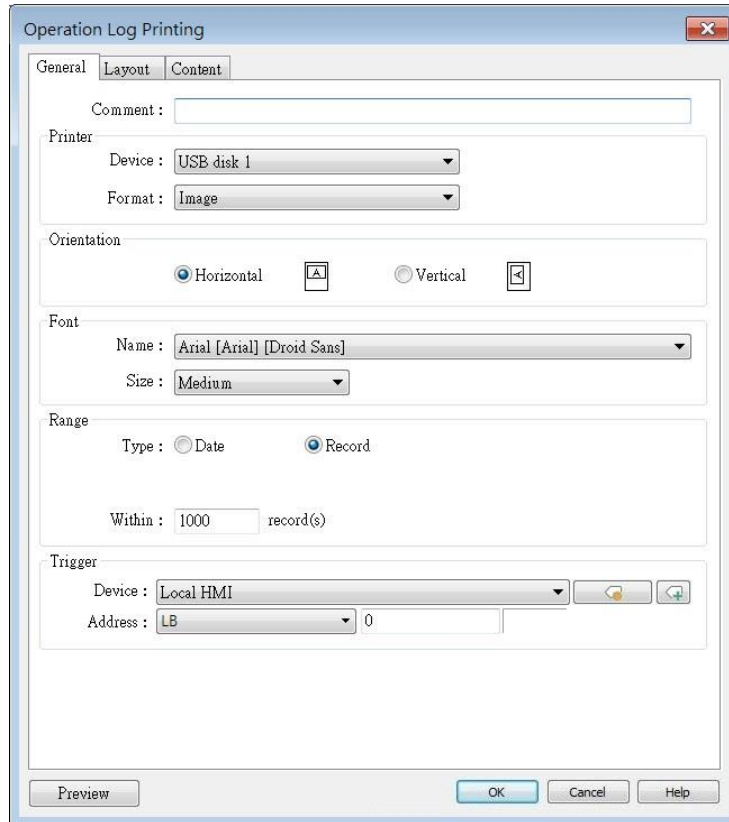 Operation Log Printing
General Layout Content
Comment :
Printer
Device : USB disk 1
Format : Image
Orientation
Horizontal A Vertical A
Font
Name : Arial [Arial] [Droid Sans]
Size : Medium
Range
Type : Date Record
Within : 1000 record(s)
Trigger
Device : Local HMI
Address : LB 0
Preview OK Cancel Help